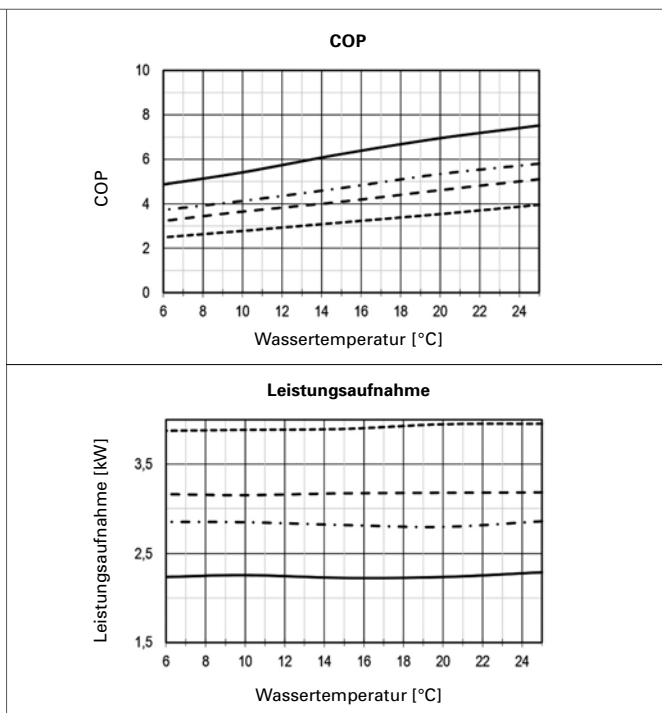 COP
10
8
6
4
2
0
COP
6 8 10 12 14 16 18 20 22 24
Wassertemperatur [°C]
Leistungsaufnahme
3,5
2,5
1,5
Leistungsaufnahme [kW]
6 8 10 12 14 16 18 20 22 24
Wassertemperatur [°C]